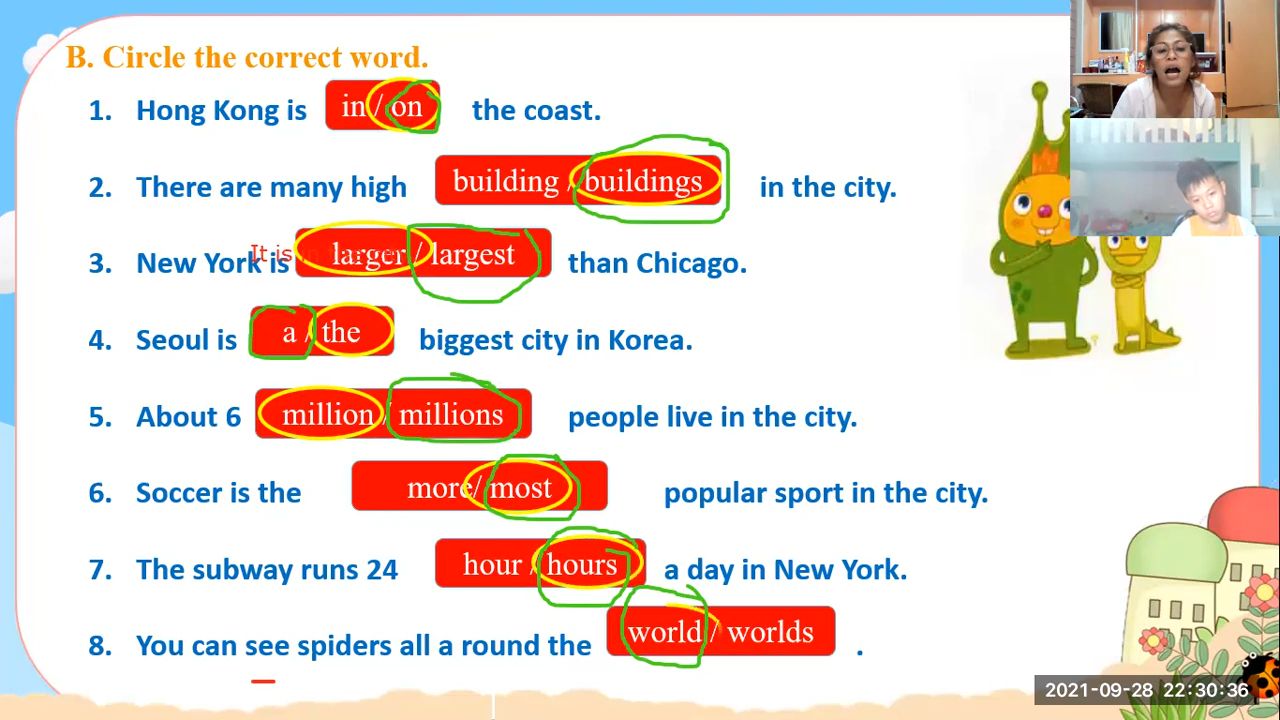 B. Circle the correct word.
1. Hong Kong is in / on the coast.
2. There are many high building / buildings in the city.
3. New York is larger / largest than Chicago.
It is
4. Seoul is a / the biggest city in Korea.
5. About 6 million / millions people live in the city.
6. Soccer is the more/ most popular sport in the city.
7. The subway runs 24 hour / hours a day in New York.
8. You can see spiders all a round the world / worlds .
2021-09-28 22:30:36